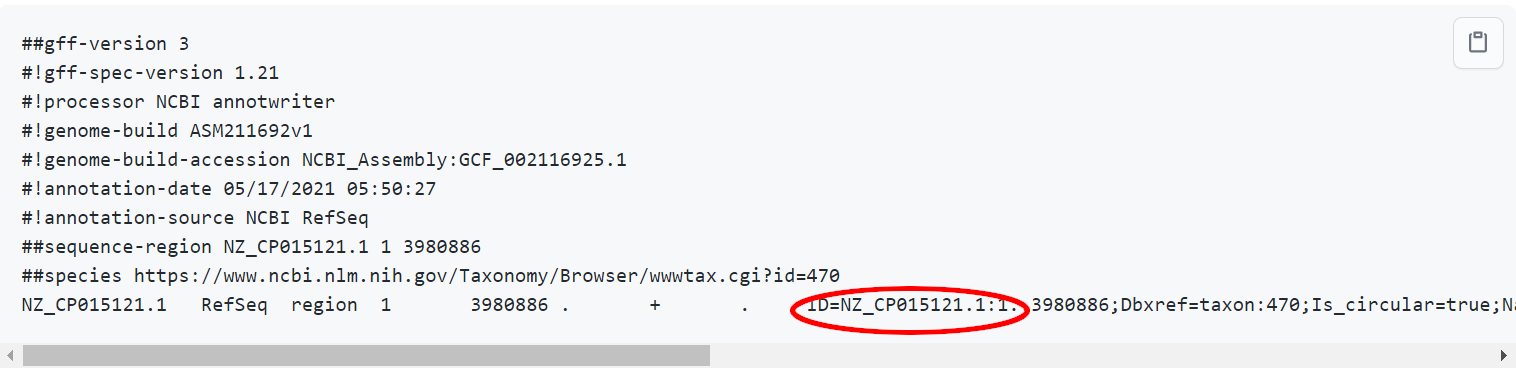 ##gff-version 3
#!gff-spec-version 1.21
#!processor NCBI annotwriter
#!genome-build ASM211692v1
#!genome-build-accession NCBI_Assembly:GCF_002116925.1
#!annotation-date 05/17/2021 05:50:27
#!annotation-source NCBI RefSeq
##sequence-region NZ_CP015121.1 1 3980886
##species https://www.ncbi.nlm.nih.gov/Taxonomy/Browser/wwwtax.cgi?id=470
NZ_CP015121.1 RefSeq region 1 3980886 . + . ID=NZ_CP015121.1:1..3980886;Dbxref=taxon:470;Is_circular=true;Na